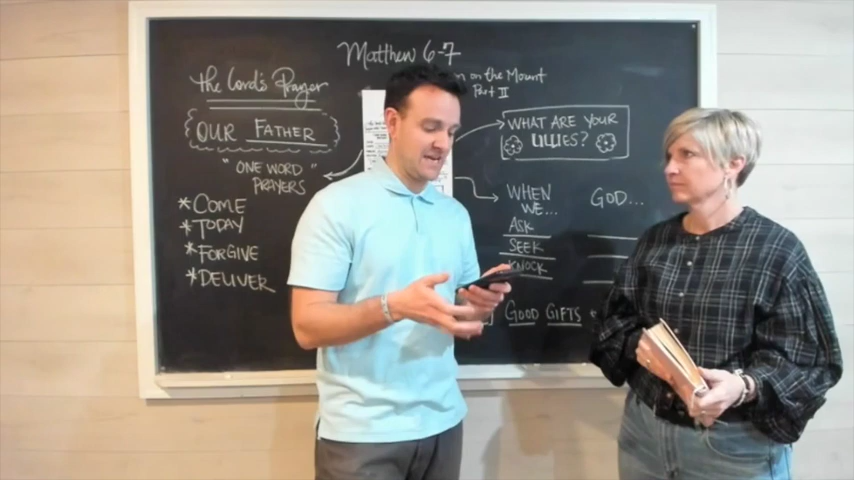 Matthew 6-7
on the Mount
Part II
the Lord's Prayer
OUR FATHER
"ONE WORD"
PRAYERS
* COME
* TODAY
* FORGIVE
* DELIVER
WHAT ARE YOUR
WHEN
WE...
ASK
SEEK
KNOCK
GOD...
GOOD GIFTS